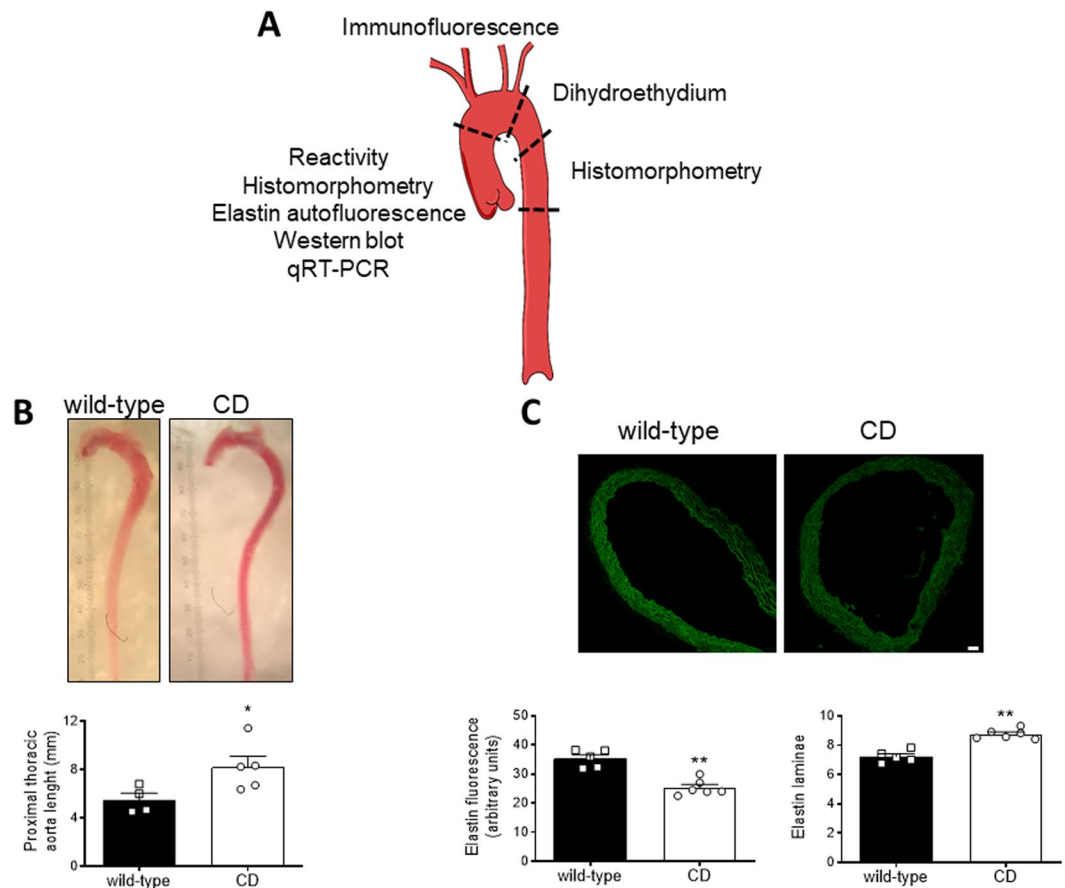 A
Immunofluorescence
Dihydroethydium
Histomorphometry
Reactivity
Histomorphometry
Elastin autofluorescence
Western blot
qRT-PCR
B
wild-type
CD
Proximal thoracic
aorta lenght (mm)
12
8
4
0
*
wild-type
CD
C
wild-type
CD
Elastin fluorescence
(arbitrary units)
50
40
30
20
10
0
**
wild-type
CD
Elastin laminae
10
8
6
4
2
0
**
wild-type
CD